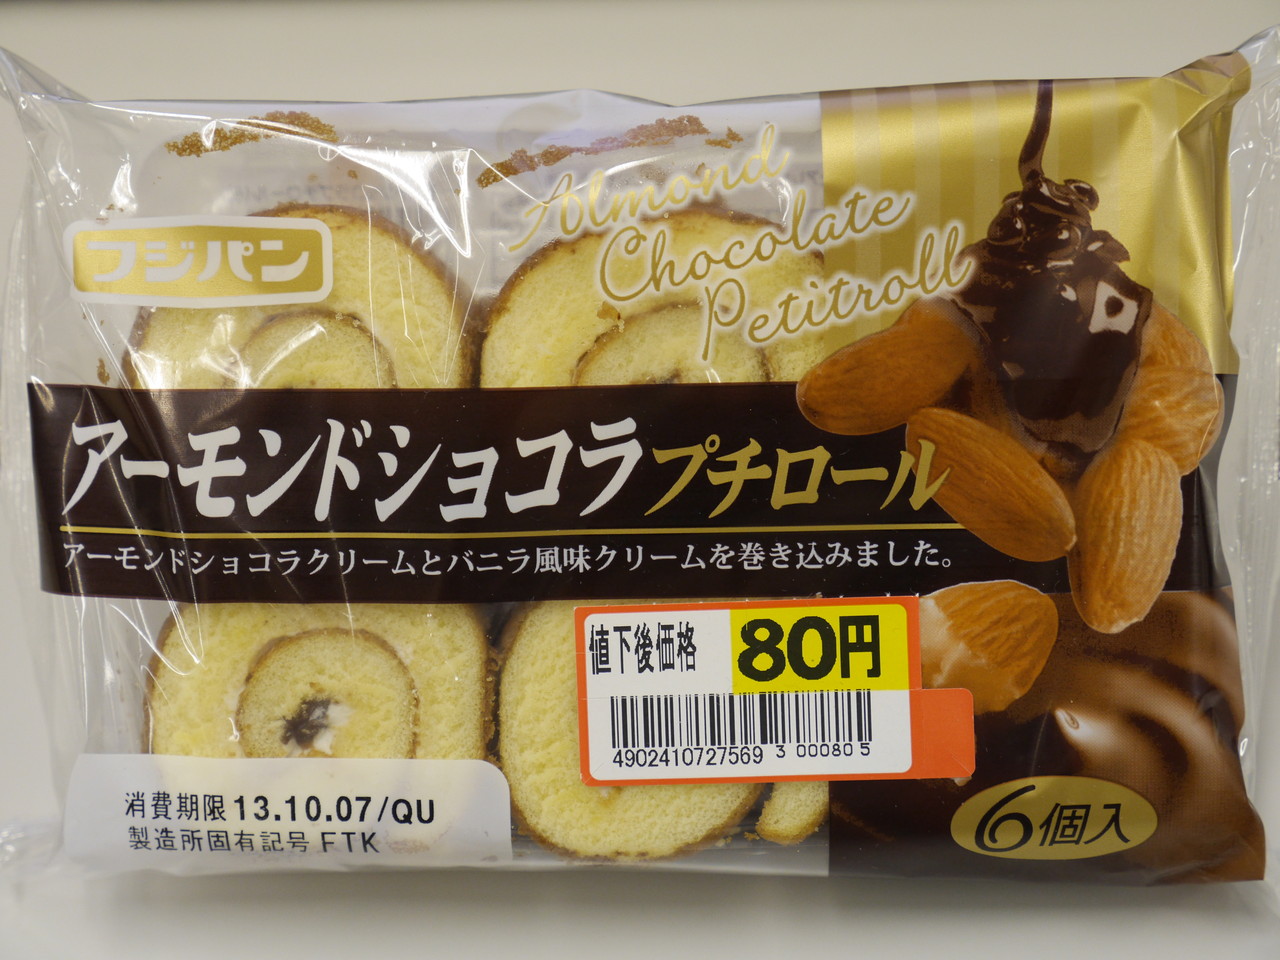 フジパン
Almond
Chocolate
Petitroll
アーモンドショコラプチロール
アーモンドショコラクリームとバニラ風味クリームを巻き込みました。
値下後価格 80円
4902410727569 3 00080 5
消費期限 13.10.07/QU
製造所固有記号 FTK
6個入